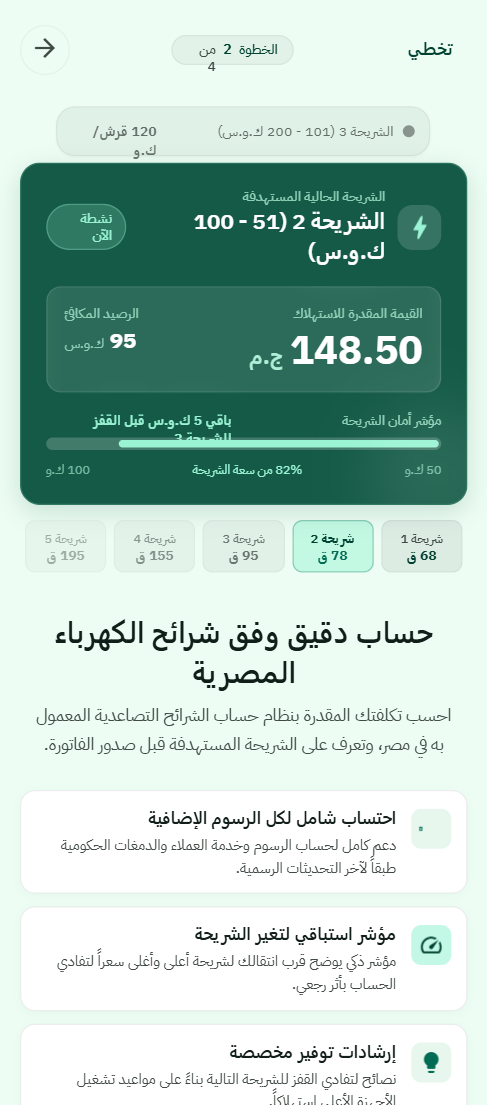 تخطي
الخطوة 2 من
4
الشريحة 3 (101 - 200 ك.و.س)
120 قرش/
ك.و
الشريحة الحالية المستهدفة
الشريحة 2 (51 - 100
ك.و.س)
نشطة
الآن
القيمة المقدرة للاستهلاك
148.50 ج.م
الرصيد المكافئ
95 ك.و.س
مؤشر أمان الشريحة
باقي 5 ك.و.س قبل القفز
للشريحة 3
50 ك.و
82% من سعة الشريحة
100 ك.و
شريحة 1
68 ق
شريحة 2
78 ق
شريحة 3
95 ق
شريحة 4
155 ق
شريحة 5
195 ق
حساب دقيق وفق شرائح الكهرباء
المصرية
احسب تكلفتك المقدرة بنظام حساب الشرائح التصاعدية المعمول
به في مصر، وتعرف على الشريحة المستهدفة قبل صدور الفاتورة.
احتساب شامل لكل الرسوم الإضافية
دعم كامل لحساب الرسوم وخدمة العملاء والدمغات الحكومية
طبقاً لآخر التحديثات الرسمية.
مؤشر استباقي لتغير الشريحة
مؤشر ذكي يوضح قرب انتقالك لشريحة أعلى وأغلى سعراً لتفادي
الحساب بأثر رجعي.
إرشادات توفير مخصصة
نصائح لتفادي القفز للشريحة التالية بناءً على مواعيد تشغيل
الأجهزة الأعلى استهلاكاً.